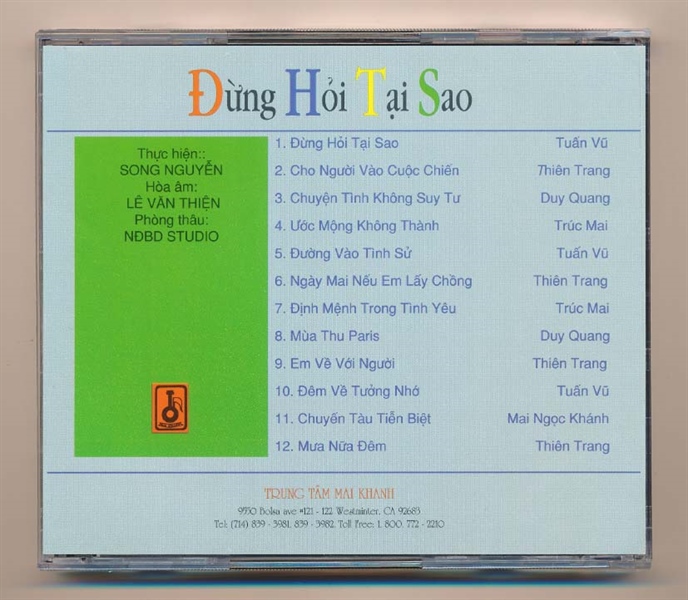 Đừng Hỏi Tại Sao
Thực hiện::
SONG NGUYỄN
Hòa âm:
LÊ VĂN THIỆN
Phòng thâu:
NĐBD STUDIO
1. Đừng Hỏi Tại Sao Tuấn Vũ
2. Cho Người Vào Cuộc Chiến Thiên Trang
3. Chuyện Tình Không Suy Tư Duy Quang
4. Ước Mộng Không Thành Trúc Mai
5. Đường Vào Tình Sử Tuấn Vũ
6. Ngày Mai Nếu Em Lấy Chồng Thiên Trang
7. Định Mệnh Trong Tình Yêu Trúc Mai
8. Mùa Thu Paris Duy Quang
9. Em Về Với Người Thiên Trang
10. Đêm Về Tưởng Nhớ Tuấn Vũ
11. Chuyến Tàu Tiễn Biệt Mai Ngọc Khánh
12. Mưa Nữa Đêm Thiên Trang
TRUNG TÂM MAI KHANH
9550 Bolsa ave #121 - 122 Westminter, CA 92683
Tel: (714) 839 - 3981, 839 - 3982, Toll Free: 1. 800. 772 - 2210